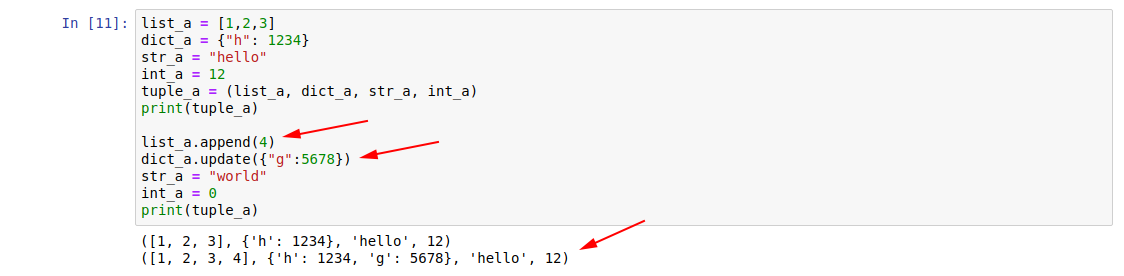 In [11]: list_a = [1,2,3]
dict_a = {"h": 1234}
str_a = "hello"
int_a = 12
tuple_a = (list_a, dict_a, str_a, int_a)
print(tuple_a)
list_a.append(4)
dict_a.update({"g":5678})
str_a = "world"
int_a = 0
print(tuple_a)
([1, 2, 3], {'h': 1234}, 'hello', 12)
([1, 2, 3, 4], {'h': 1234, 'g': 5678}, 'hello', 12)